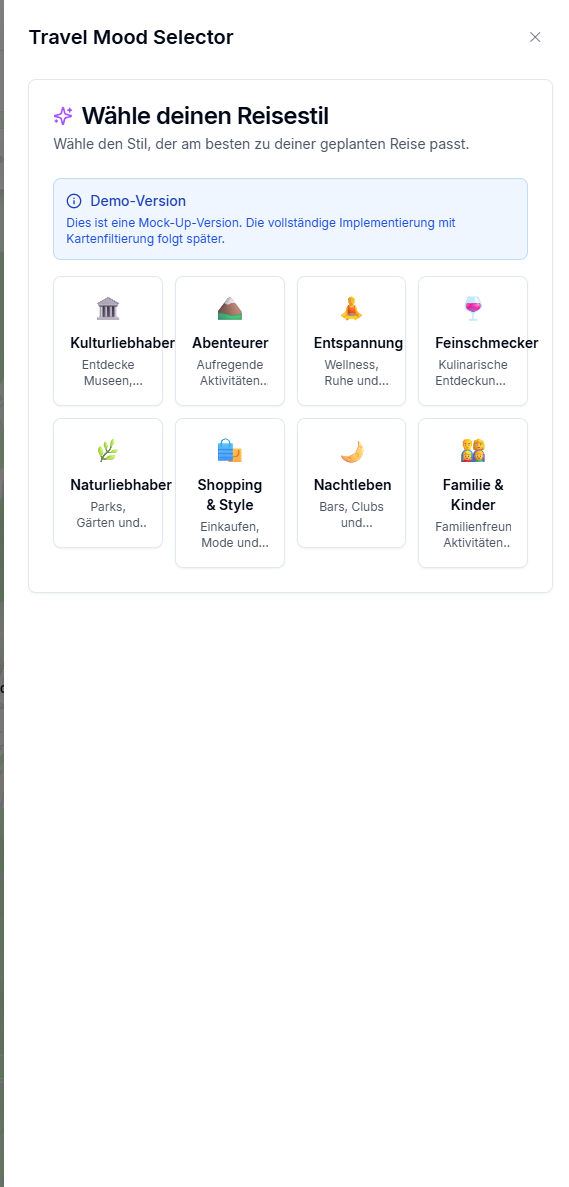 Travel Mood Selector
Wähle deinen Reisestil
Wähle den Stil, der am besten zu deiner geplanten Reise passt.
Demo-Version
Dies ist eine Mock-Up-Version. Die vollständige Implementierung mit
Kartenfilterung folgt später.
Kulturliebhaber
Entdecke
Museen,...
Abenteurer
Aufregende
Aktivitäten..
Entspannung
Wellness,
Ruhe und...
Feinschmecker
Kulinarische
Entdeckun...
Naturliebhaber
Parks,
Gärten und..
Shopping
& Style
Einkaufen,
Mode und...
Nachtleben
Bars, Clubs
und...
Familie &
Kinder
Familienfreun
Aktivitäten..